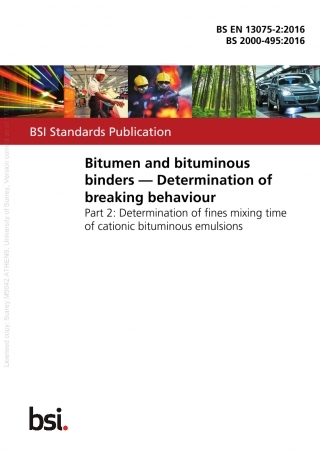 BS EN 13075-2:2016
BS 2000-495:2016
BSI Standards Publication
Bitumen and bituminous
binders — Determination of
breaking behaviour
Part 2: Determination of fines mixing time
of cationic bituminous emulsions
bsi.